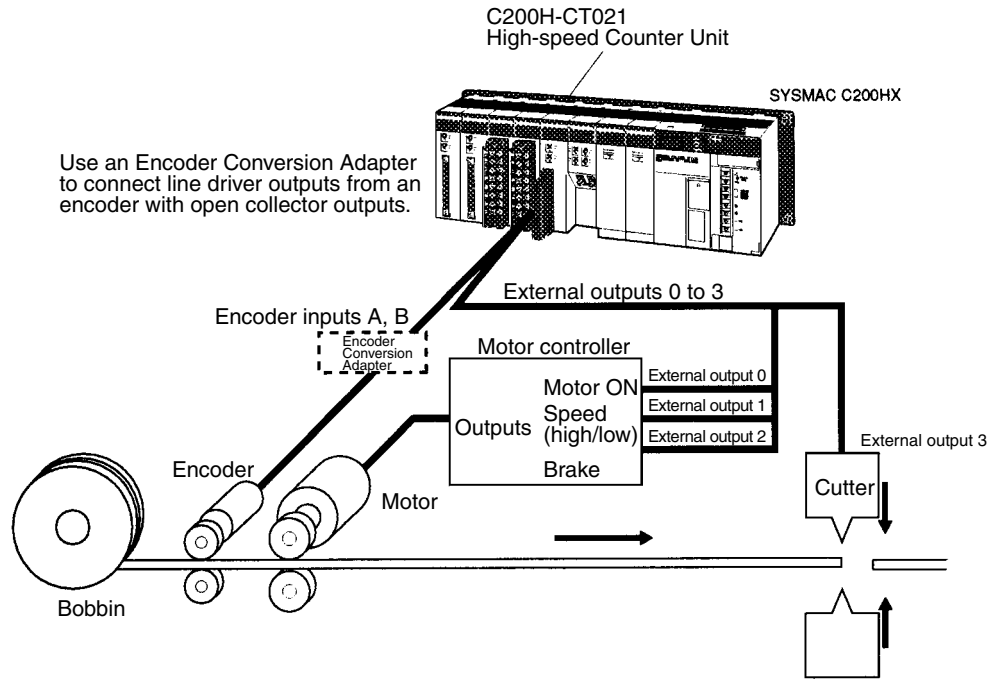 C200H-CT021
High-speed Counter Unit
SYSMAC C200HX
Use an Encoder Conversion Adapter
to connect line driver outputs from an
encoder with open collector outputs.
External outputs 0 to 3
Encoder inputs A, B
Encoder
Conversion
Adapter
Motor controller
Motor ON
External output 0
Outputs
Speed
(high/low)
External output 1
External output 2
Brake
External output 3
Encoder
Motor
Cutter
Bobbin